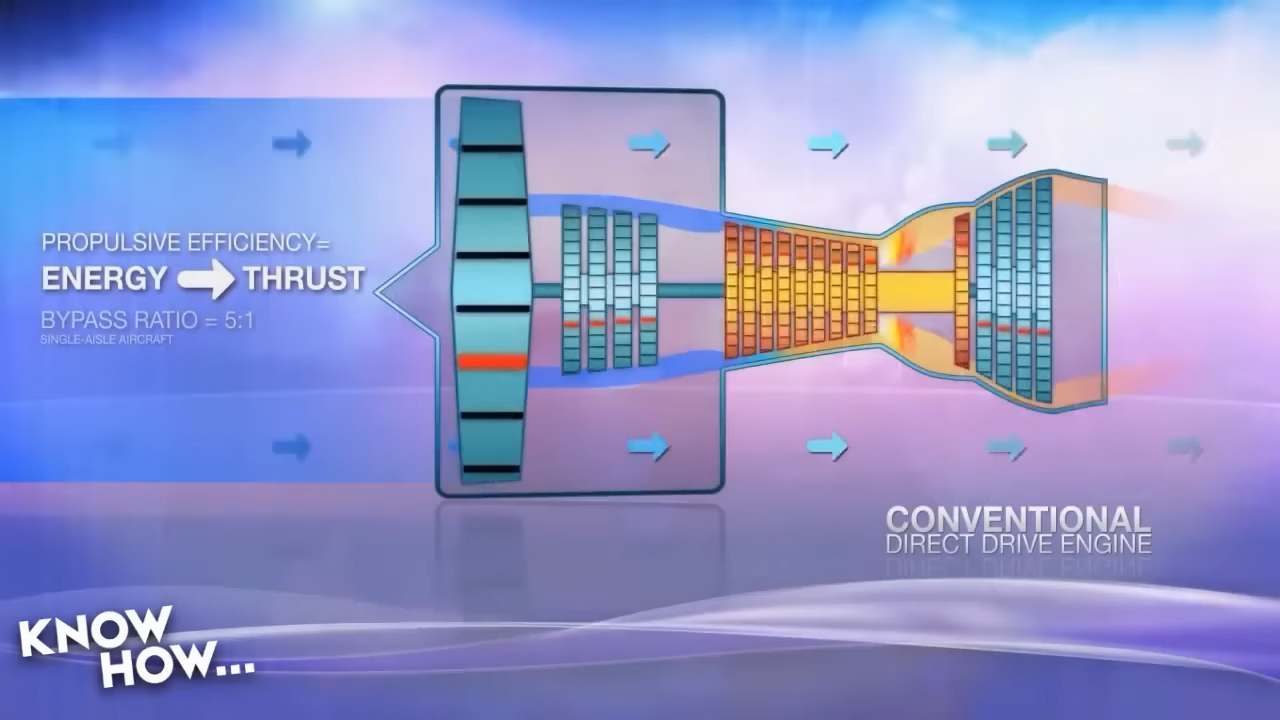 PROPULSIVE EFFICIENCY=
ENERGY THRUST
BYPASS RATIO = 5:1
SINGLE-AISLE AIRCRAFT
CONVENTIONAL
DIRECT DRIVE ENGINE
KNOW
HOW...